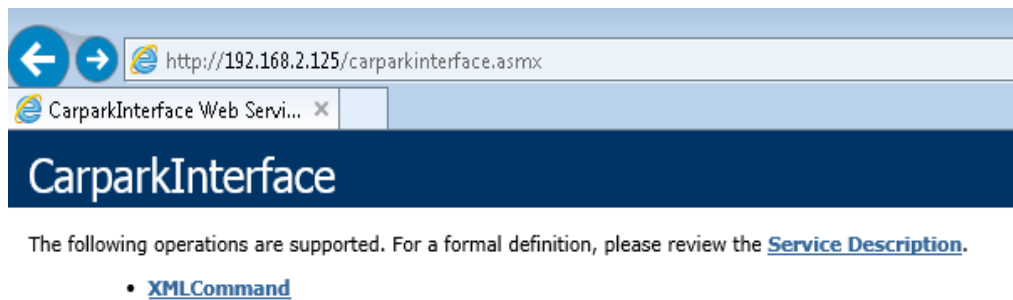 http://192.168.2.125/carparkinterface.asmx
CarparkInterface Web Servi...
CarparkInterface
The following operations are supported. For a formal definition, please review the Service Description.
• XMLCommand